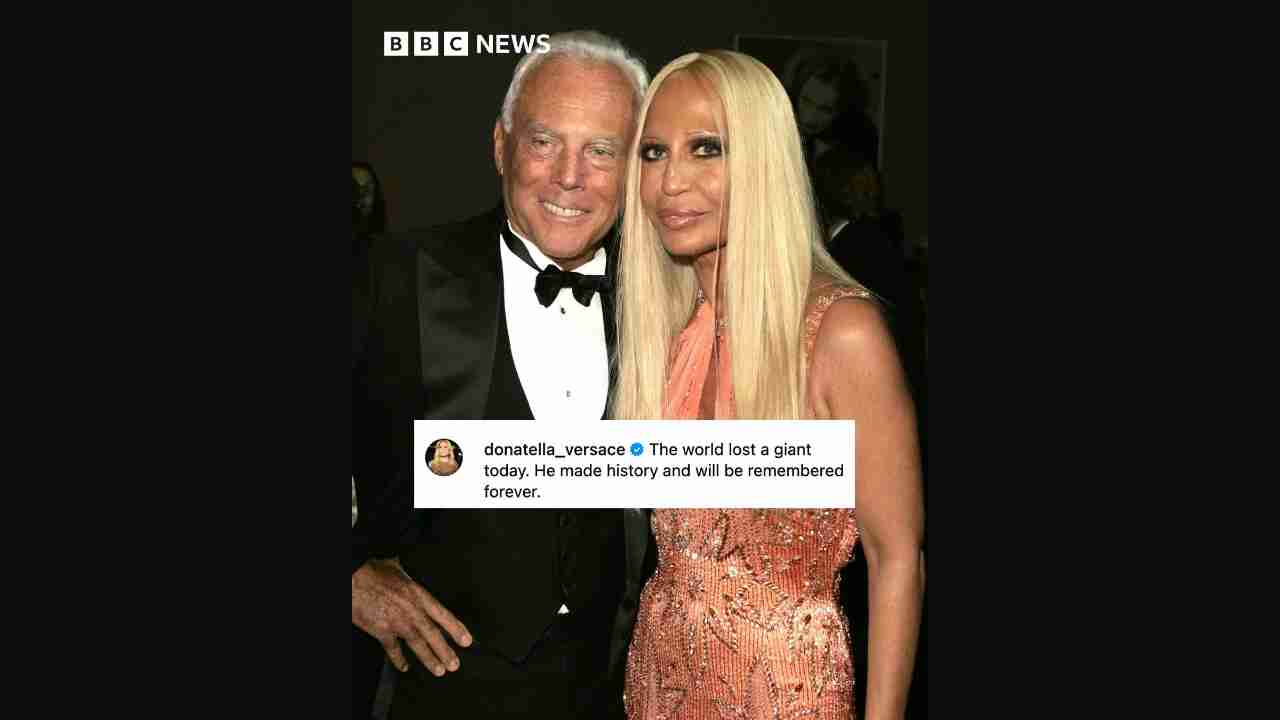 BBC NEWS
donatella_versace The world lost a giant
today. He made history and will be remembered
forever.